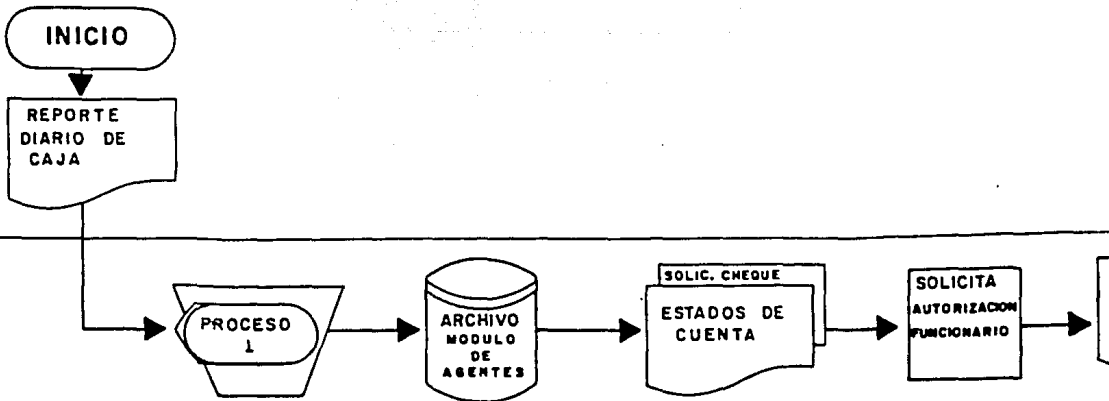 INICIO
REPORTE
DIARIO DE
CAJA
PROCESO
1
ARCHIVO
MODULO
DE
AGENTES
SOLIC. CHEQUE
ESTADOS DE
CUENTA
SOLICITA
AUTORIZACION
FUNCIONARIO